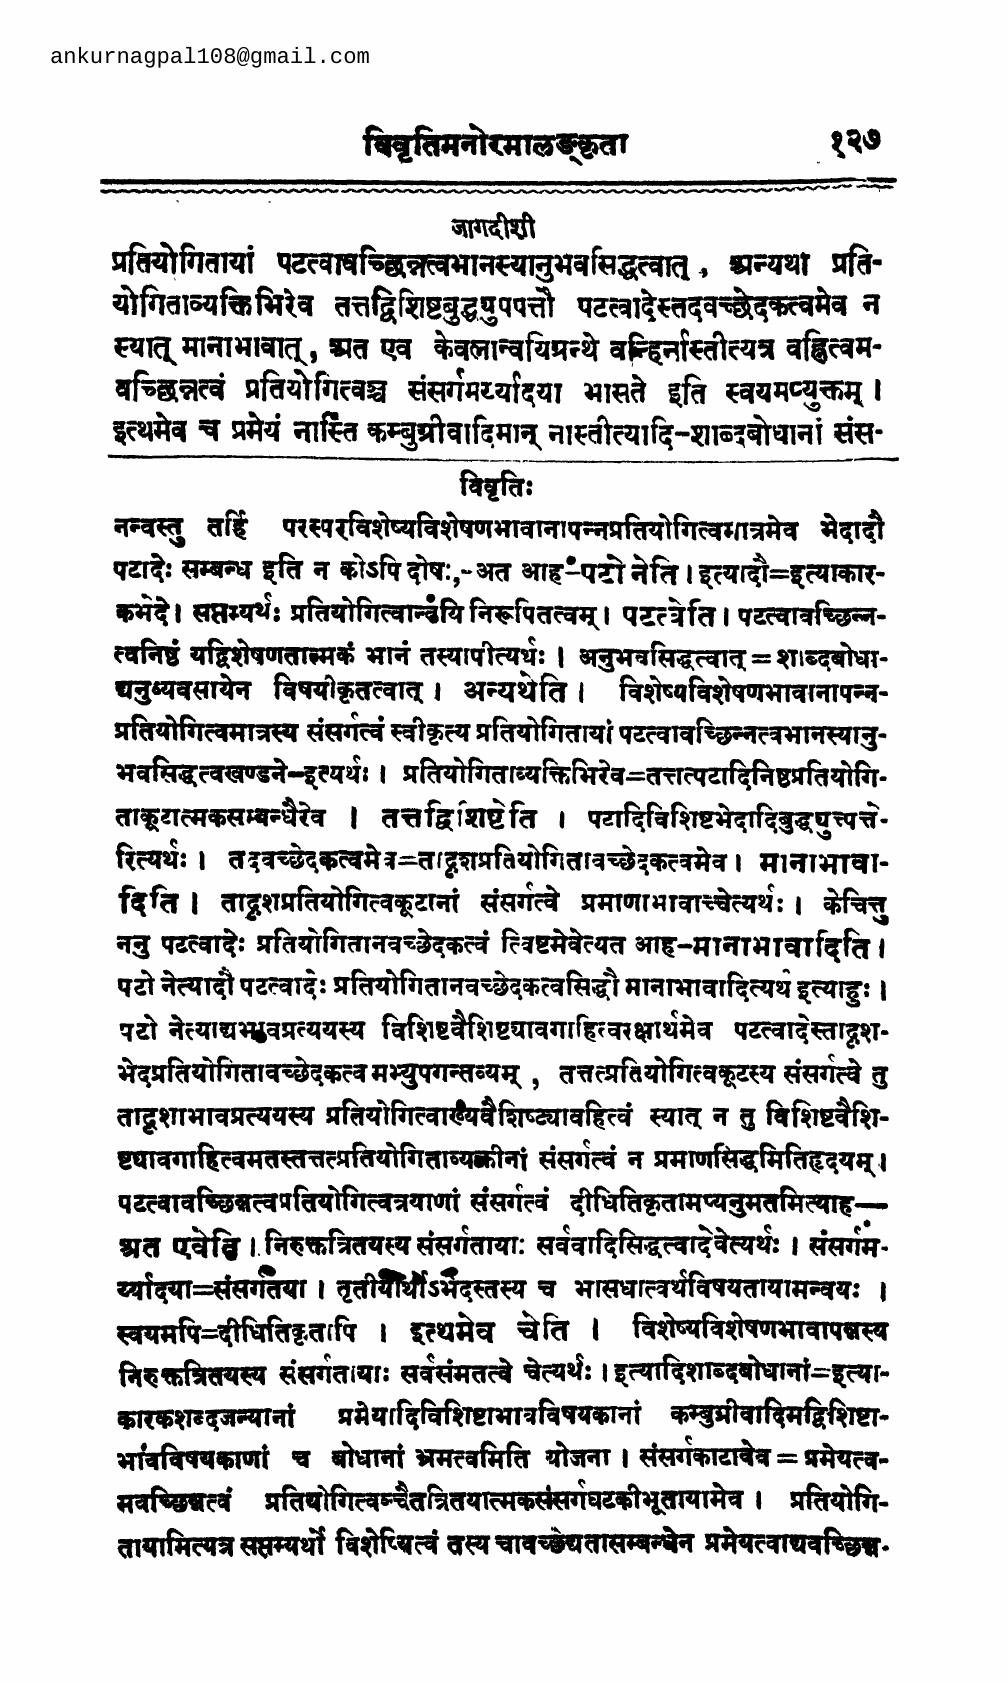 ankurnagpal108@gmail.com
विवृतिमनोरमालङ्कृता १२७
जागदीशी
प्रतियोगितायां पटत्वावच्छिन्नत्वभानस्यानुभवसिद्धत्वात् , अन्यथा प्रति-
योगिताव्यक्तिभिरेव तत्तद्विशिष्टबुद्ध्युपपत्तौ पटत्वादेस्तदवच्छेदकत्वमेव न
स्यात् मानाभावात् , अत एव केवलान्वयिग्रन्थे वह्निर्नास्तीत्यत्र वह्नित्वम-
वच्छिन्नत्वं प्रतियोगित्वञ्च संसर्गमर्य्यादया भासते इति स्वयमप्युक्तम् ।
इत्थमेव च प्रमेयं नास्ति कम्बुग्रीवादिमान् नास्तीत्यादि-शाब्दबोधानां संस-
विवृतिः
नन्वस्तु तर्हि परस्परविशेष्यविशेषणभावानापन्नप्रतियोगित्वमात्रमेव भेदादौ
पटादेः सम्बन्ध इति न कोऽपि दोषः,-अत आह-पटो नेति । इत्यादौ=इत्याकार-
कभेदे । सप्तम्यर्थः प्रतियोगित्वान्वयि निरूपितत्वम् । पटत्वेति । पटत्वावच्छिन्न-
त्वनिष्ठं यद्विशेषणतात्मकं भानं तस्यापीत्यर्थः । अनुभवसिद्धत्वात् = शाब्दबोधा-
द्यनुव्यवसायेन विषयीकृतत्वात् । अन्यथेति । विशेष्यविशेषणभावानापन्न-
प्रतियोगित्वमात्रस्य संसर्गत्वं स्वीकृत्य प्रतियोगितायां पटत्वावच्छिन्नत्वभानस्यानु-
भवसिद्धत्वखण्डने-इत्यर्थः । प्रतियोगिताव्यक्तिभिरेव=तत्तत्पटादिनिष्ठप्रतियोगि-
ताकूटात्मकसम्बन्धैरेव । तत्तद्विशिष्टेति । पटादिविशिष्टभेदादिबुद्ध्युत्पत्ते-
रित्यर्थः । तदवच्छेदकत्वमेव=तादृशप्रतियोगितावच्छेदकत्वमेव । मानाभावा-
दिति । तादृशप्रतियोगित्वकूटानां संसर्गत्वे प्रमाणाभावाच्चेत्यर्थः । केचित्तु
ननु पटत्वादेः प्रतियोगितानवच्छेदकत्वं त्विष्टमेवेत्यत आह-मानाभावादिति ।
पटो नेत्यादौ पटत्वादेः प्रतियोगितानवच्छेदकत्वसिद्धौ मानाभावादित्यर्थ इत्याहुः ।
पटो नेत्याद्यभावप्रत्ययस्य विशिष्टवैशिष्ट्यावगाहित्वरक्षार्थमेव पटत्वादेस्तादृश-
भेदप्रतियोगितावच्छेदकत्वमभ्युपगन्तव्यम् , तत्तत्प्रतियोगित्वकूटस्य संसर्गत्वे तु
तादृशाभावप्रत्ययस्य प्रतियोगित्वाख्यवैशिष्ट्यावहित्वं स्यात् न तु विशिष्टवैशि-
ष्ट्यावगाहित्वमतस्तत्तत्प्रतियोगिताव्यक्तीनां संसर्गत्वं न प्रमाणसिद्धमितिहृदयम् ।
पटत्वावच्छिन्नत्वप्रतियोगित्वत्रयाणां संसर्गत्वं दीधितिकृतामप्यनुमतमित्याह—
अत एवेति । निरुक्तत्रितयस्य संसर्गतायाः सर्ववादिसिद्धत्वादेवेत्यर्थः । संसर्गम-
र्य्यादया=संसर्गतया । तृतीयार्थोऽभेदस्तस्य च भासधात्वर्थविषयतायामन्वयः ।
स्वयमपि=दीधितिकृतापि । इत्थमेव चेति । विशेष्यविशेषणभावापन्नस्य
निरुक्तत्रितयस्य संसर्गतायाः सर्वसंमतत्वे चेत्यर्थः । इत्यादिशाब्दबोधानां=इत्या-
कारकशब्दजन्यानां प्रमेयादिविशिष्टाभावविषयकानां कम्बुग्रीवादिमद्विशिष्टा-
भावविषयकाणां च बोधानां भ्रमत्वमिति योजना । संसर्गकाटावेव = प्रमेयत्व-
मवच्छिन्नत्वं प्रतियोगित्वञ्चैतत्त्रितयात्मकसंसर्गघटकीभूतायामेव । प्रतियोगि-
तायामित्यत्र सप्तम्यर्थो विशेष्यित्वं तस्य चावच्छेद्यतासम्बन्धेन प्रमेयत्वाद्यवच्छिन्न-